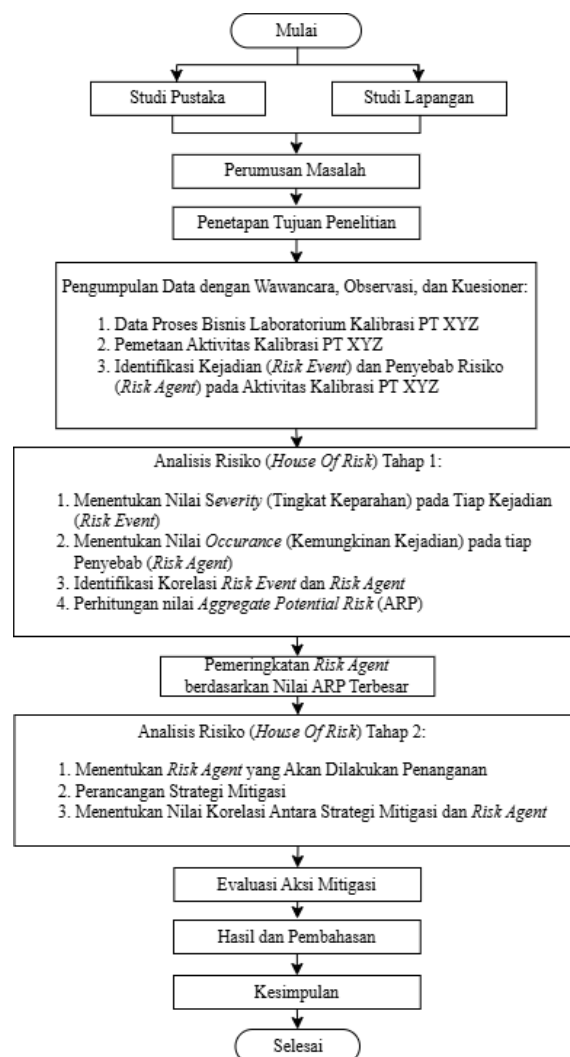 Mulai
Studi Pustaka
Studi Lapangan
Perumusan Masalah
Penetapan Tujuan Penelitian
Pengumpulan Data dengan Wawancara, Observasi, dan Kuesioner:
1. Data Proses Bisnis Laboratorium Kalibrasi PT XYZ
2. Pemetaan Aktivitas Kalibrasi PT XYZ
3. Identifikasi Kejadian (Risk Event) dan Penyebab Risiko
(Risk Agent) pada Aktivitas Kalibrasi PT XYZ
Analisis Risiko (House Of Risk) Tahap 1:
1. Menentukan Nilai Severity (Tingkat Keparahan) pada Tiap Kejadian
(Risk Event)
2. Menentukan Nilai Occurance (Kemungkinan Kejadian) pada tiap
Penyebab (Risk Agent)
3. Identifikasi Korelasi Risk Event dan Risk Agent
4. Perhitungan nilai Aggregate Potential Risk (ARP)
Pemeringkatan Risk Agent
berdasarkan Nilai ARP Terbesar
Analisis Risiko (House Of Risk) Tahap 2:
1. Menentukan Risk Agent yang Akan Dilakukan Penanganan
2. Perancangan Strategi Mitigasi
3. Menentukan Nilai Korelasi Antara Strategi Mitigasi dan Risk Agent
Evaluasi Aksi Mitigasi
Hasil dan Pembahasan
Kesimpulan
Selesai